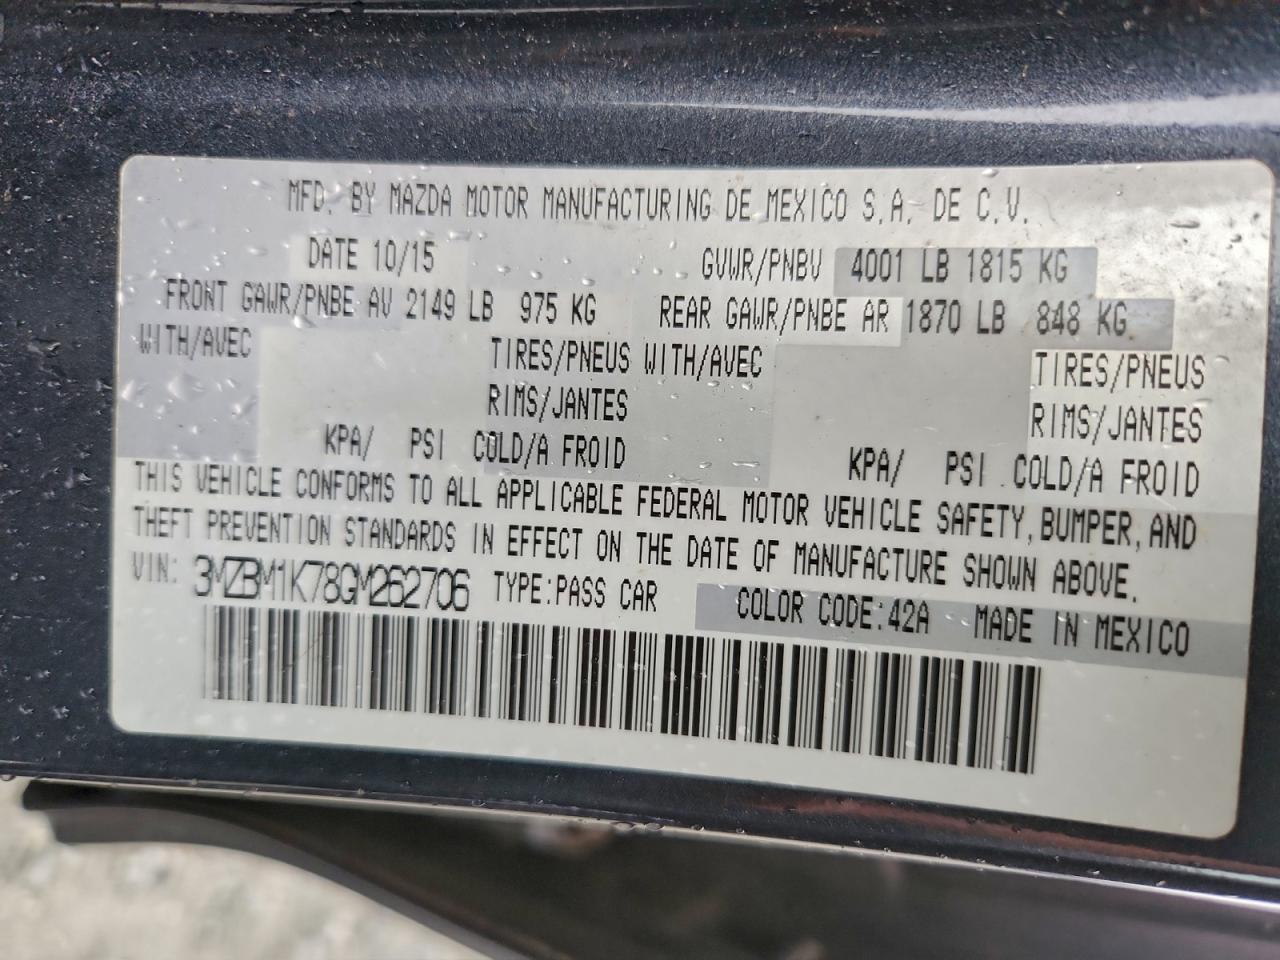 MFD. BY MAZDA MOTOR MANUFACTURING DE MEXICO S.A. DE C.V.
DATE 10/15 GVWR/PNBV 4001 LB 1815 KG
FRONT GAWR/PNBE AV 2149 LB 975 KG REAR GAWR/PNBE AR 1870 LB 848 KG
WITH/AVEC TIRES/PNEUS WITH/AVEC TIRES/PNEUS
RIMS/JANTES RIMS/JANTES
KPA/ PSI COLD/A FROID KPA/ PSI COLD/A FROID
THIS VEHICLE CONFORMS TO ALL APPLICABLE FEDERAL MOTOR VEHICLE SAFETY, BUMPER, AND
THEFT PREVENTION STANDARDS IN EFFECT ON THE DATE OF MANUFACTURE SHOWN ABOVE.
VIN: 3MZBM1K78GM262706 TYPE:PASS CAR COLOR CODE:42A MADE IN MEXICO